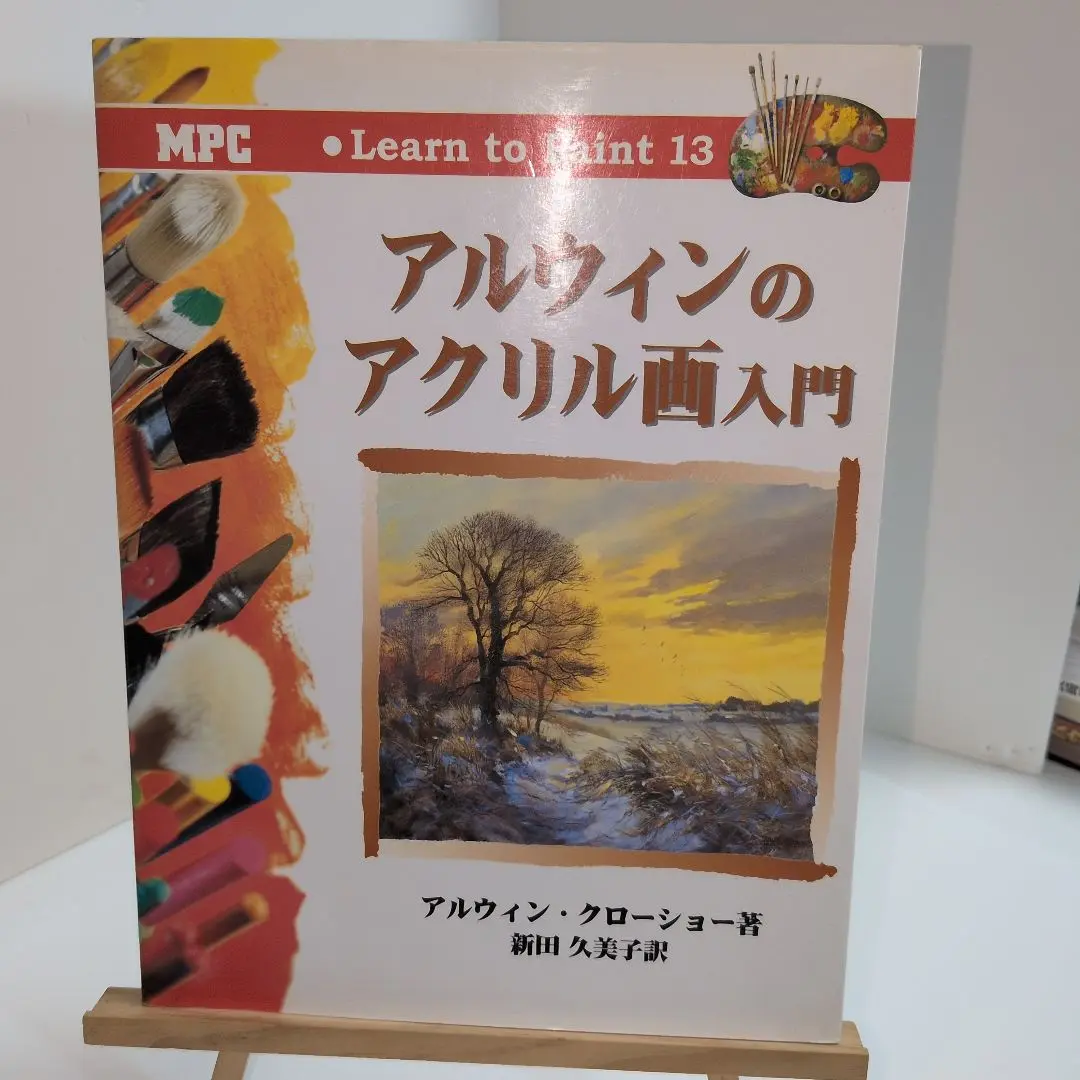 MPC
●Learn to Paint 13
アルウィンの
アクリル画入門
アルウィン・クローショー著
新田 久美子訳